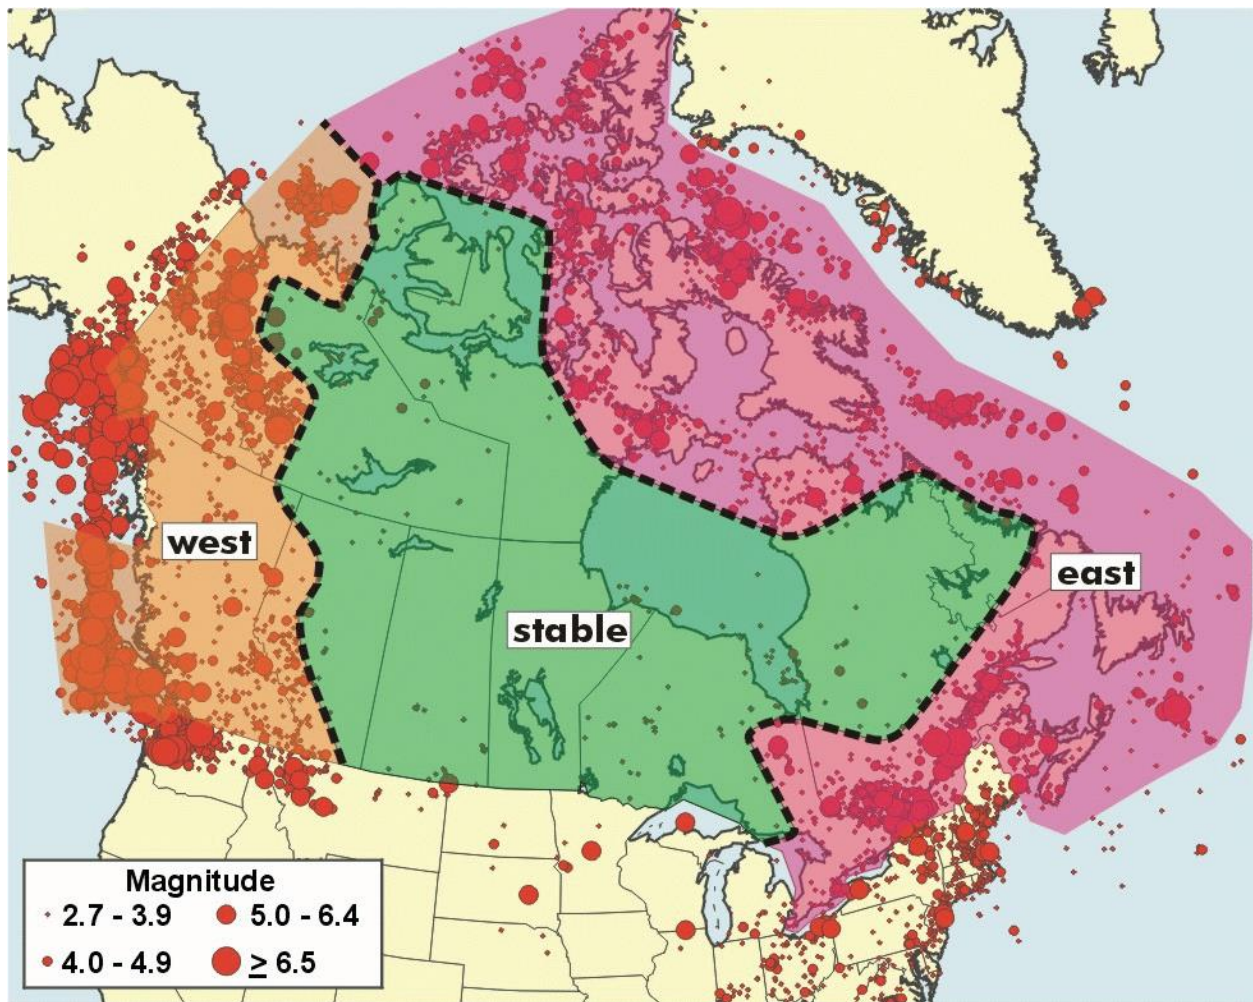 west
stable
east
Magnitude
2.7 - 3.9 5.0 - 6.4
4.0 - 4.9 ≥ 6.5